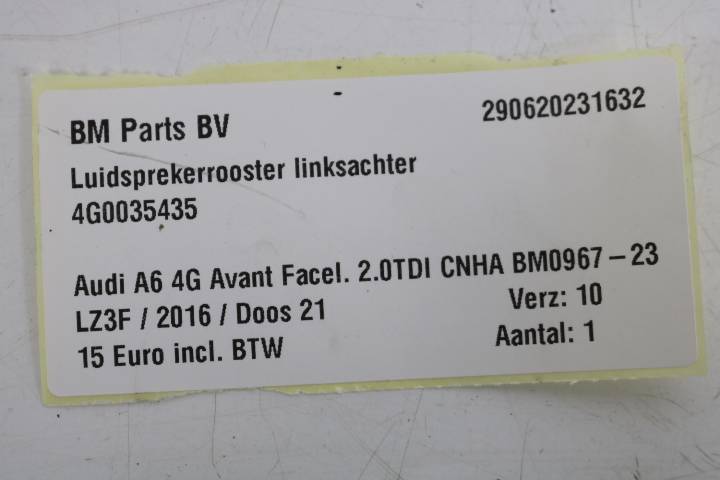 BM Parts BV 290620231632
Luidsprekerrooster linksachter
4G0035435
Audi A6 4G Avant Facel. 2.0TDI CNHA BM0967-23
LZ3F / 2016 / Doos 21 Verz: 10
15 Euro incl. BTW Aantal: 1